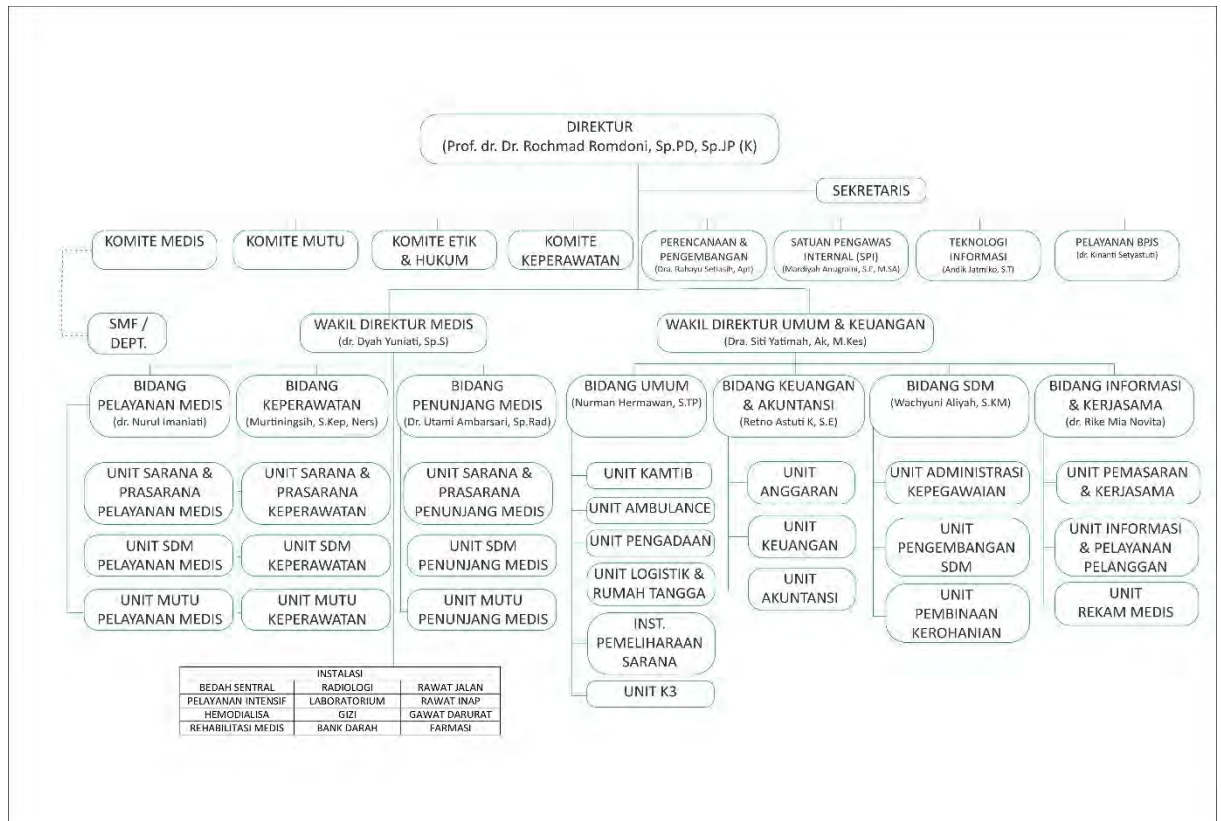 DIREKTUR
(Prof. dr. Dr. Rochmad Romdoni, Sp.PD, Sp.JP (K)
SEKRETARIS
KOMITE MEDIS
KOMITE MUTU
KOMITE ETIK
& HUKUM
KOMITE
KEPERAWATAN
PERENCANAAN &
PENGEMBANGAN
(Dra. Rahayu Setiasih, Apt)
SATUAN PENGAWAS
INTERNAL (SPI)
(Mardiyah Anugraini, S.E, M.SA)
TEKNOLOGI
INFORMASI
(Andik Jatmiko, S.T)
PELAYANAN BPJS
(dr. Kinanti Setyastuti)
SMF /
DEPT.
WAKIL DIREKTUR MEDIS
(dr. Dyah Yuniati, Sp.S)
WAKIL DIREKTUR UMUM & KEUANGAN
(Dra. Siti Yatimah, Ak, M.Kes)
BIDANG
PELAYANAN MEDIS
(dr. Nurul Imaniati)
BIDANG
KEPERAWATAN
(Murtiningsih, S.Kep, Ners)
BIDANG
PENUNJANG MEDIS
(Dr. Utami Ambarsari, Sp.Rad)
BIDANG UMUM
(Nurman Hermawan, S.TP)
BIDANG KEUANGAN
& AKUNTANSI
(Retno Astuti K, S.E)
BIDANG SDM
(Wachyuni Aliyah, S.KM)
BIDANG INFORMASI
& KERJASAMA
(dr. Rike Mia Novita)
UNIT SARANA &
PRASARANA
PELAYANAN MEDIS
UNIT SDM
PELAYANAN MEDIS
UNIT MUTU
PELAYANAN MEDIS
UNIT SARANA &
PRASARANA
KEPERAWATAN
UNIT SDM
KEPERAWATAN
UNIT MUTU
KEPERAWATAN
UNIT SARANA &
PRASARANA
PENUNJANG MEDIS
UNIT SDM
PENUNJANG MEDIS
UNIT MUTU
PENUNJANG MEDIS
UNIT KAMTIB
UNIT AMBULANCE
UNIT PENGADAAN
UNIT LOGISTIK &
RUMAH TANGGA
INST.
PEMELIHARAAN
SARANA
UNIT K3
UNIT
ANGGARAN
UNIT
KEUANGAN
UNIT
AKUNTANSI
UNIT ADMINISTRASI
KEPEGAWAIAN
UNIT
PENGEMBANGAN
SDM
UNIT
PEMBINAAN
KEROHANIAN
UNIT PEMASARAN
& KERJASAMA
UNIT INFORMASI
& PELAYANAN
PELANGGAN
UNIT
REKAM MEDIS
INSTALASI
BEDAH SENTRAL RADIOLOGI RAWAT JALAN
PELAYANAN INTENSIF LABORATORIUM RAWAT INAP
HEMODIALISA GIZI GAWAT DARURAT
REHABILITASI MEDIS BANK DARAH FARMASI